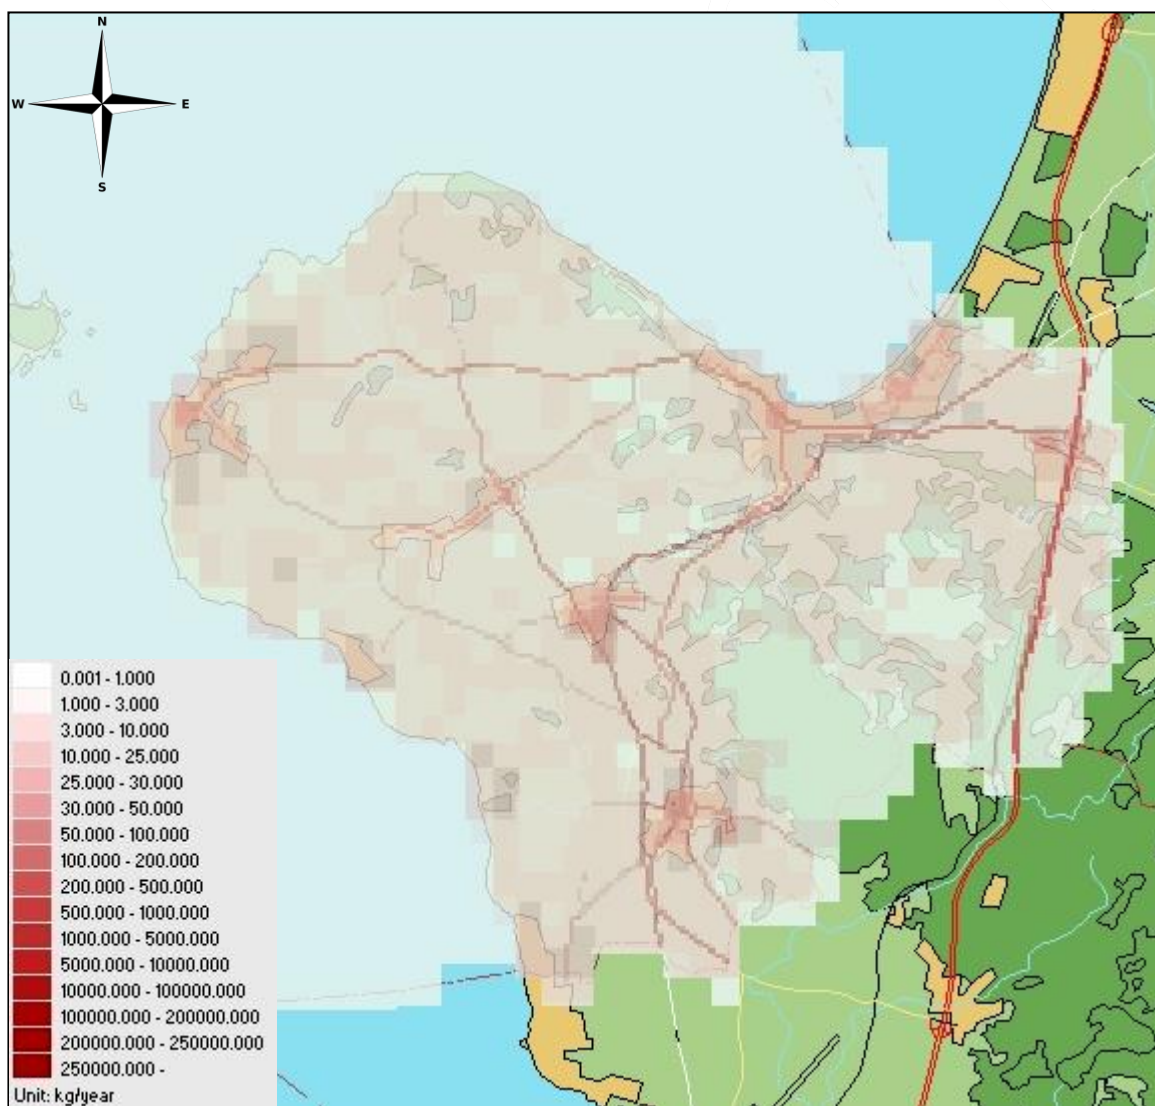 N
W
E
S
0.001 - 1.000
1.000 - 3.000
3.000 - 10.000
10.000 - 25.000
25.000 - 30.000
30.000 - 50.000
50.000 - 100.000
100.000 - 200.000
200.000 - 500.000
500.000 - 1000.000
1000.000 - 5000.000
5000.000 - 10000.000
10000.000 - 100000.000
100000.000 - 200000.000
200000.000 - 250000.000
250000.000 -
Unit: kg/year